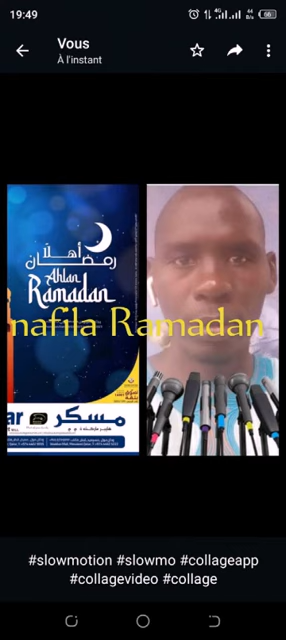 19:49
Vous
À l'instant
أهلاً
رمضان
Ahlan
Ramadan
nafila Ramadan
مسكر
#slowmotion #slowmo #collageapp
#collagevideo #collage